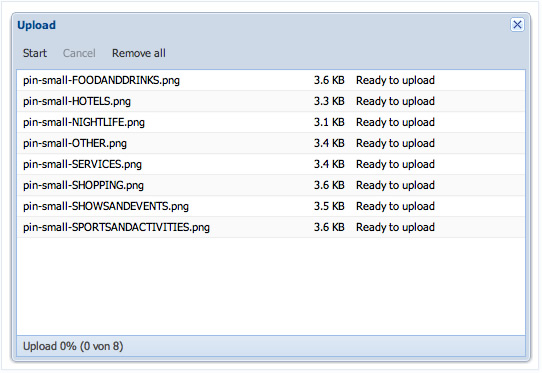 Upload
Start Cancel Remove all
pin-small-FOODANDDRINKS.png 3.6 KB Ready to upload
pin-small-HOTELS.png 3.3 KB Ready to upload
pin-small-NIGHTLIFE.png 3.1 KB Ready to upload
pin-small-OTHER.png 3.4 KB Ready to upload
pin-small-SERVICES.png 3.4 KB Ready to upload
pin-small-SHOPPING.png 3.6 KB Ready to upload
pin-small-SHOWSANDEVENTS.png 3.5 KB Ready to upload
pin-small-SPORTSANDACTIVITIES.png 3.6 KB Ready to upload
Upload 0% (0 von 8)